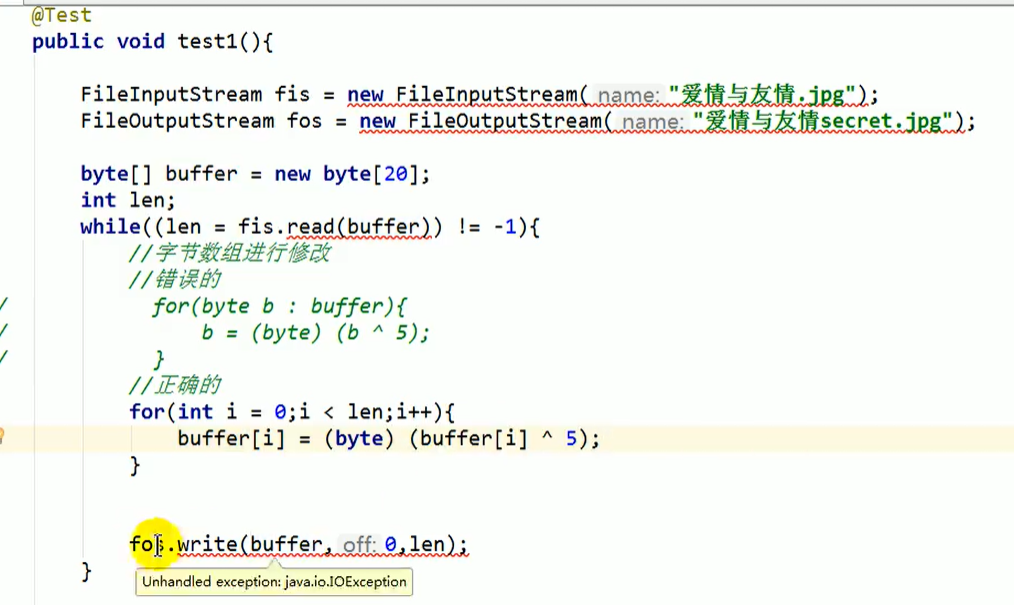 @Test
public void test1(){
FileInputStream fis = new FileInputStream( name: "爱情与友情.jpg");
FileOutputStream fos = new FileOutputStream( name: "爱情与友情secret.jpg");
byte[] buffer = new byte[20];
int len;
while((len = fis.read(buffer)) != -1){
//字节数组进行修改
//错误的
for(byte b : buffer){
b = (byte) (b ^ 5);
}
//正确的
for(int i = 0;i < len;i++){
buffer[i] = (byte) (buffer[i] ^ 5);
}
fos.write(buffer, off: 0,len);
}
Unhandled exception: java.io.IOException